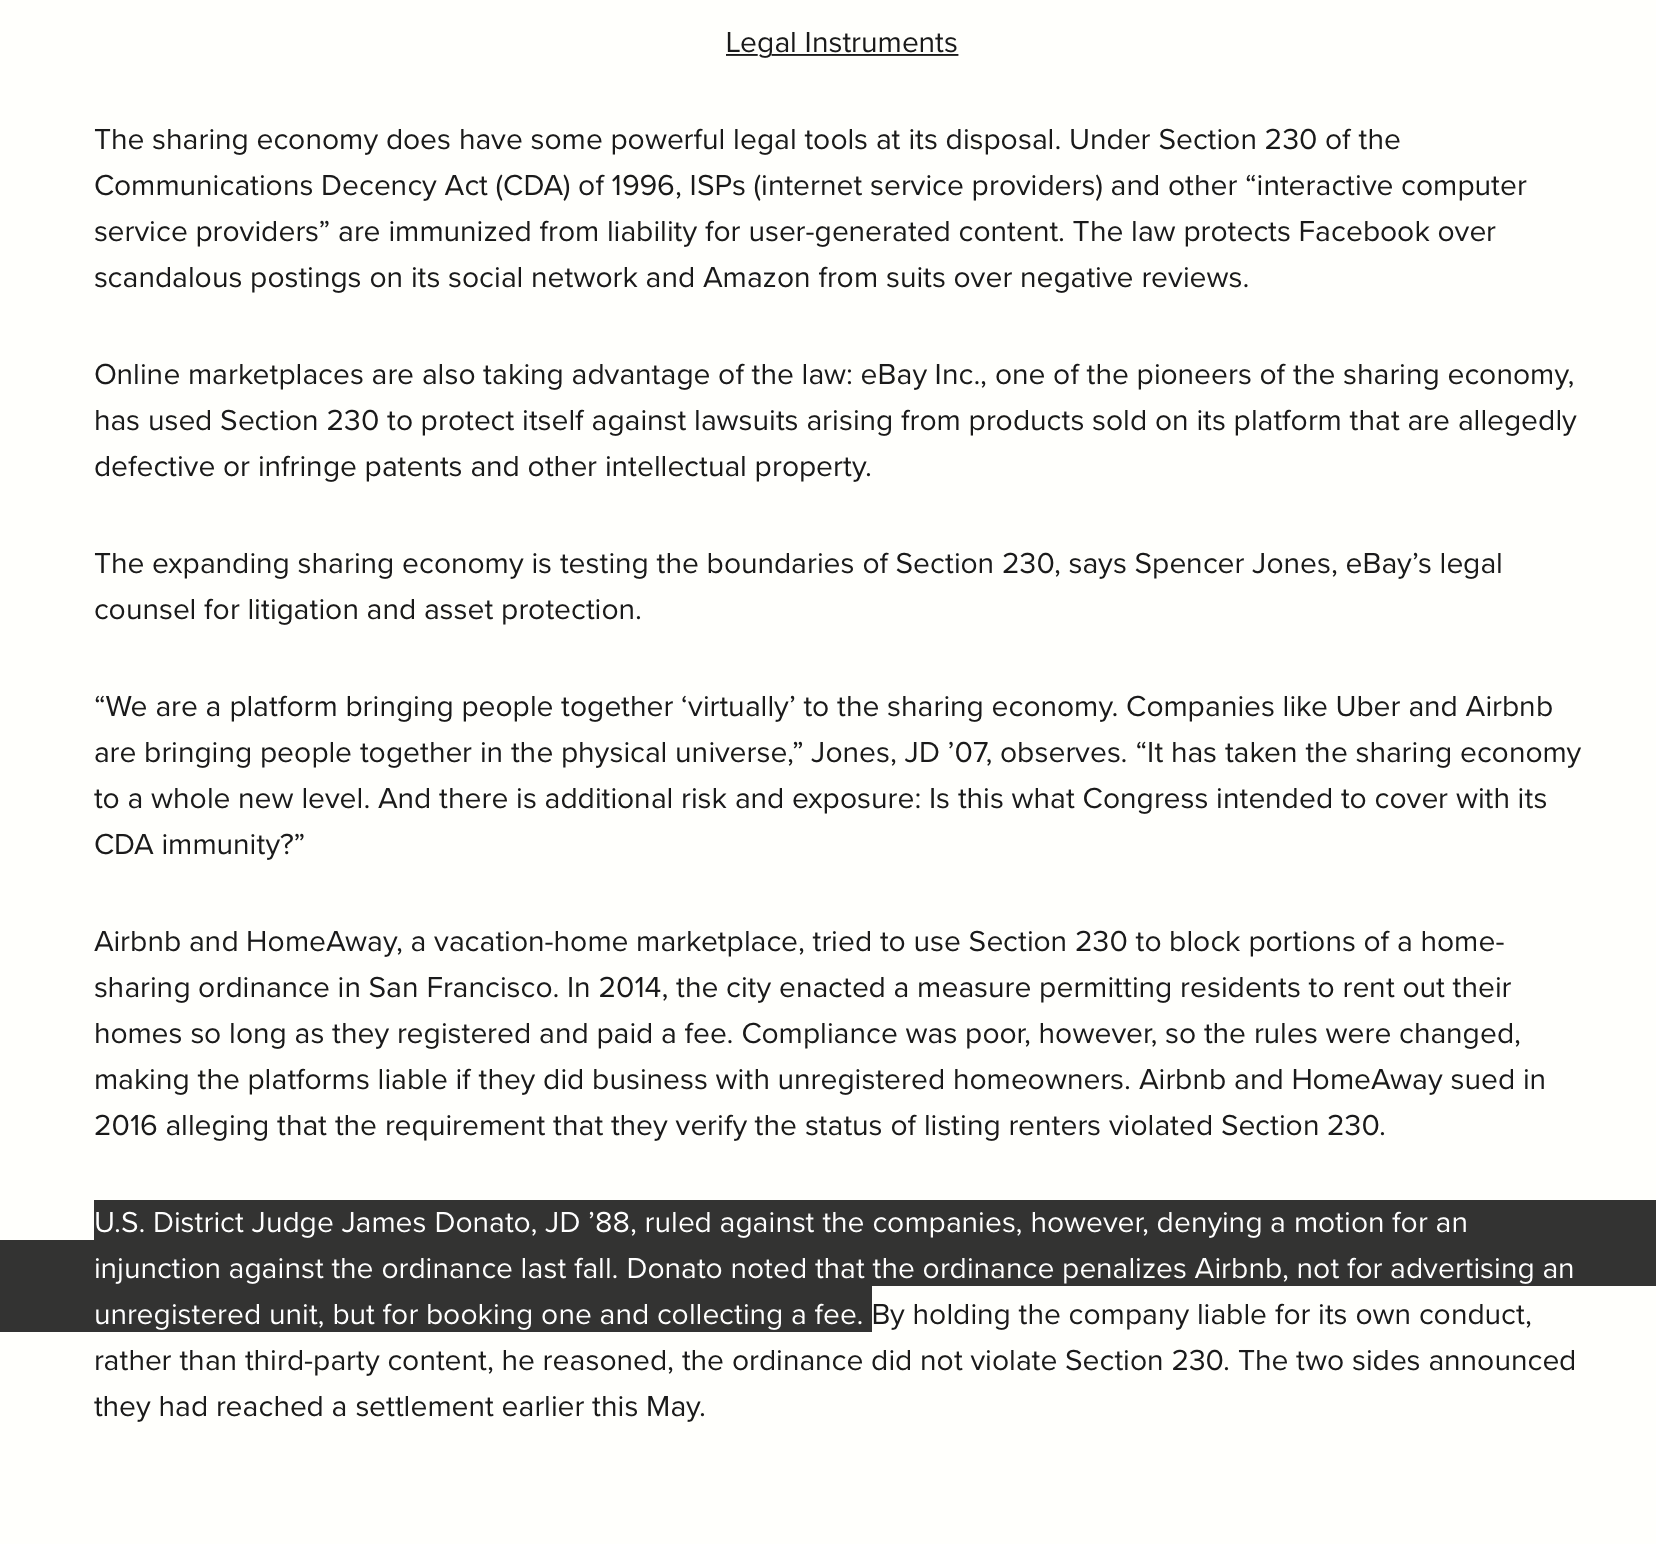 Legal Instruments
The sharing economy does have some powerful legal tools at its disposal. Under Section 230 of the
Communications Decency Act (CDA) of 1996, ISPs (internet service providers) and other “interactive computer
service providers” are immunized from liability for user-generated content. The law protects Facebook over
scandalous postings on its social network and Amazon from suits over negative reviews.
Online marketplaces are also taking advantage of the law: eBay Inc., one of the pioneers of the sharing economy,
has used Section 230 to protect itself against lawsuits arising from products sold on its platform that are allegedly
defective or infringe patents and other intellectual property.
The expanding sharing economy is testing the boundaries of Section 230, says Spencer Jones, eBay’s legal
counsel for litigation and asset protection.
“We are a platform bringing people together ‘virtually’ to the sharing economy. Companies like Uber and Airbnb
are bringing people together in the physical universe,” Jones, JD ’07, observes. “It has taken the sharing economy
to a whole new level. And there is additional risk and exposure: Is this what Congress intended to cover with its
CDA immunity?”
Airbnb and HomeAway, a vacation-home marketplace, tried to use Section 230 to block portions of a home-
sharing ordinance in San Francisco. In 2014, the city enacted a measure permitting residents to rent out their
homes so long as they registered and paid a fee. Compliance was poor, however, so the rules were changed,
making the platforms liable if they did business with unregistered homeowners. Airbnb and HomeAway sued in
2016 alleging that the requirement that they verify the status of listing renters violated Section 230.
U.S. District Judge James Donato, JD ’88, ruled against the companies, however, denying a motion for an
injunction against the ordinance last fall. Donato noted that the ordinance penalizes Airbnb, not for advertising an
unregistered unit, but for booking one and collecting a fee. By holding the company liable for its own conduct,
rather than third-party content, he reasoned, the ordinance did not violate Section 230. The two sides announced
they had reached a settlement earlier this May.